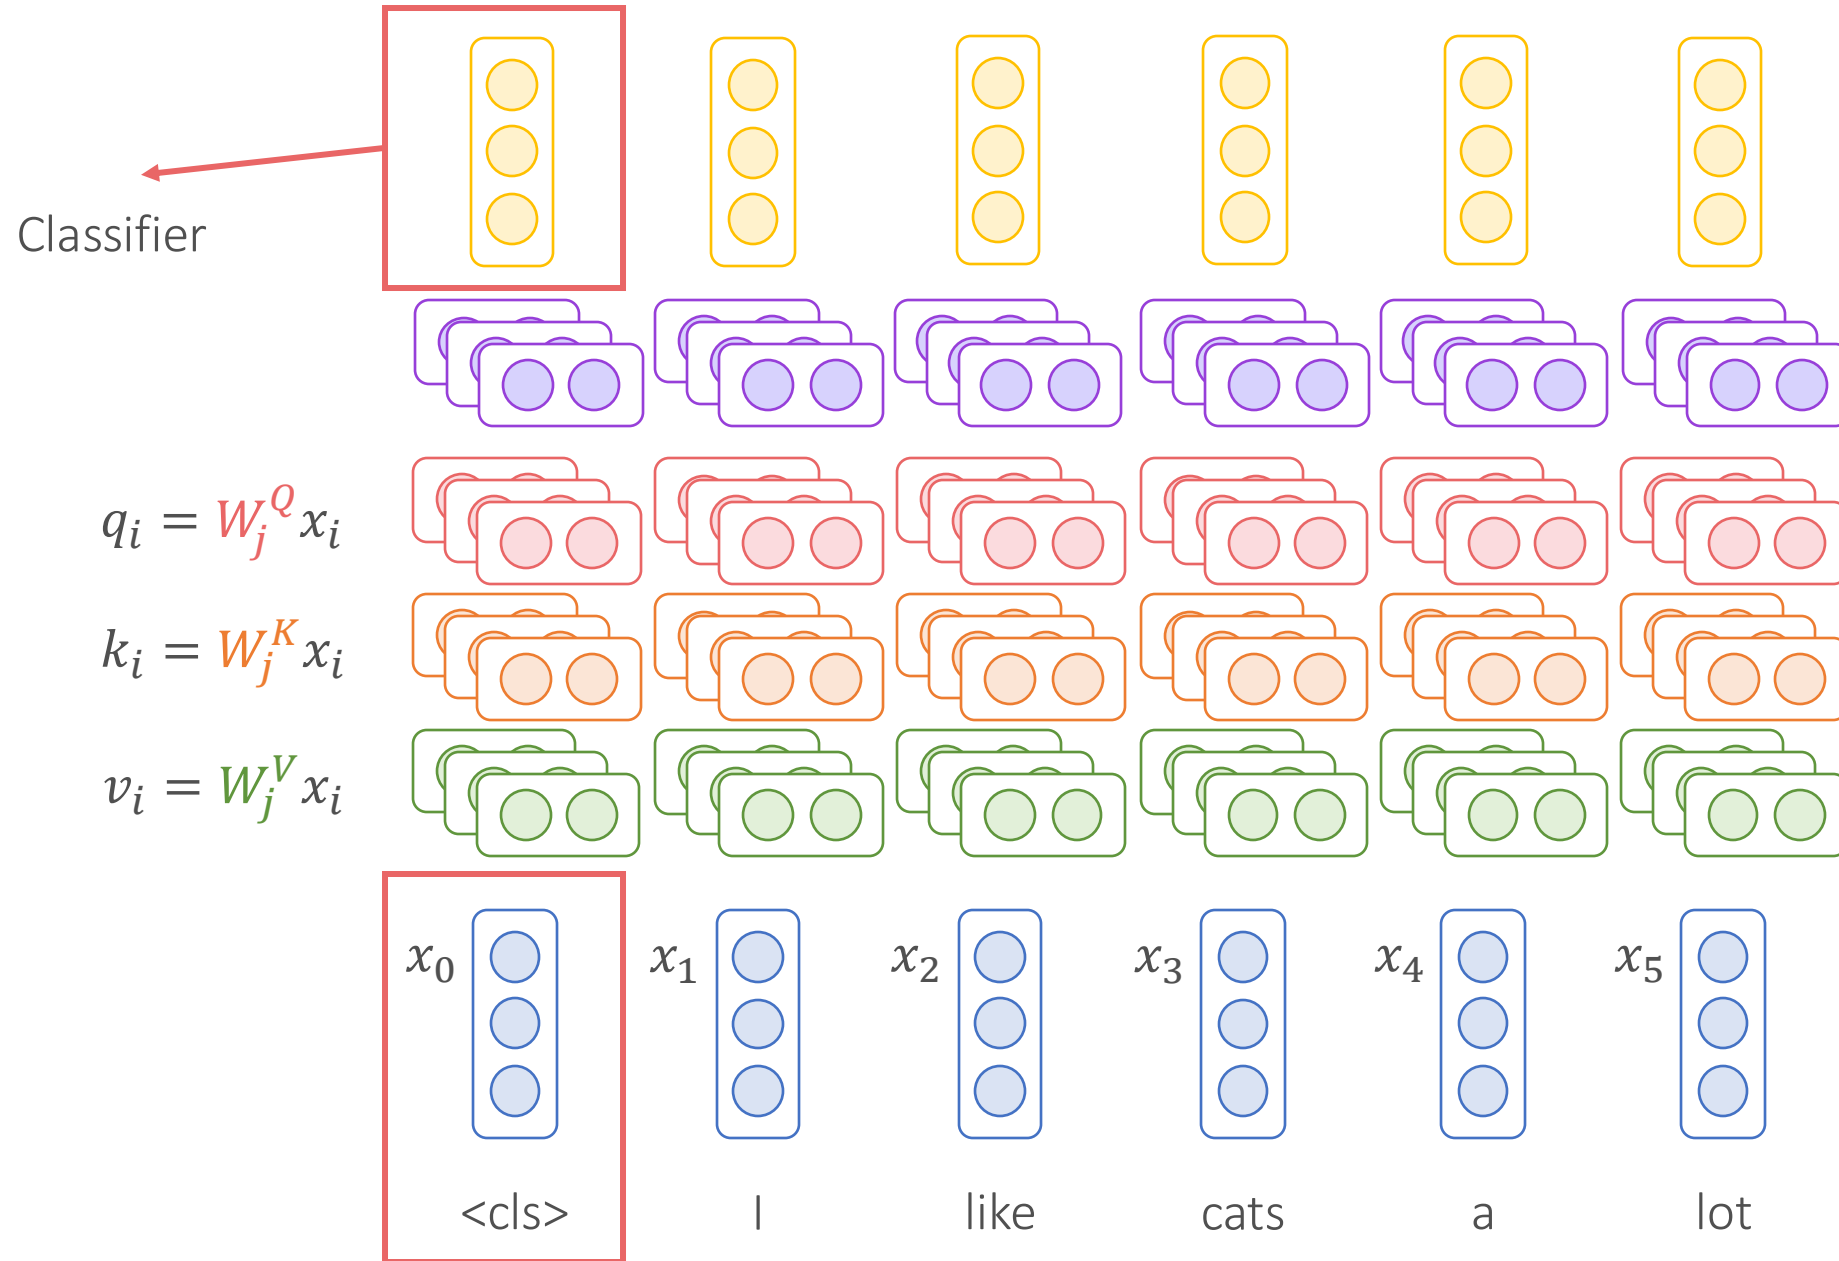 Classifier
q_i = W_j^Q x_i
k_i = W_j^K x_i
v_i = W_j^V x_i
x_0 x_1 x_2 x_3 x_4 x_5
<cls> I like cats a lot